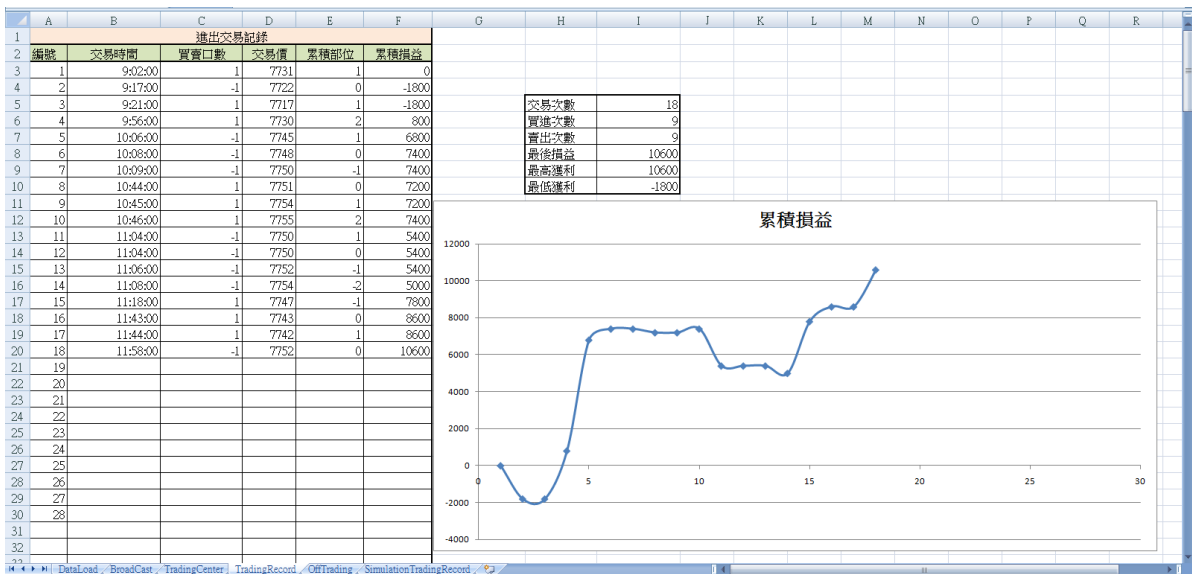 A B C D E F G H I J K L M N O P Q R
1 進出交易記錄
2 編號 交易時間 買賣口數 交易價 累積部位 累積損益
3 1 9:02:00 1 7731 1 0
4 2 9:17:00 -1 7722 0 -1800
5 3 9:21:00 1 7717 1 -1800 交易次數 18
6 4 9:56:00 1 7730 2 800 買進次數 9
7 5 10:06:00 -1 7745 1 6800 賣出次數 9
8 6 10:08:00 -1 7748 0 7400 最後損益 10600
9 7 10:09:00 -1 7750 -1 7400 最高獲利 10600
10 8 10:44:00 1 7751 0 7200 最低獲利 -1800
11 9 10:45:00 1 7754 1 7200
12 10 10:46:00 1 7755 2 7400
13 11 11:04:00 -1 7750 1 5400
14 12 11:04:00 -1 7750 0 5400
15 13 11:06:00 -1 7752 -1 5400
16 14 11:08:00 -1 7754 -2 5000
17 15 11:18:00 1 7747 -1 7800
18 16 11:43:00 1 7743 0 8600
19 17 11:44:00 1 7742 1 8600
20 18 11:58:00 -1 7752 0 10600
21 19
22 20
23 21
24 22
25 23
26 24
27 25
28 26
29 27
30 28
31
32
累積損益
12000
10000
8000
6000
4000
2000
0
-2000
-4000
0 5 10 15 20 25 30
DataLoad BroadCast TradingCenter TradingRecord OffTrading SimulationTradingRecord